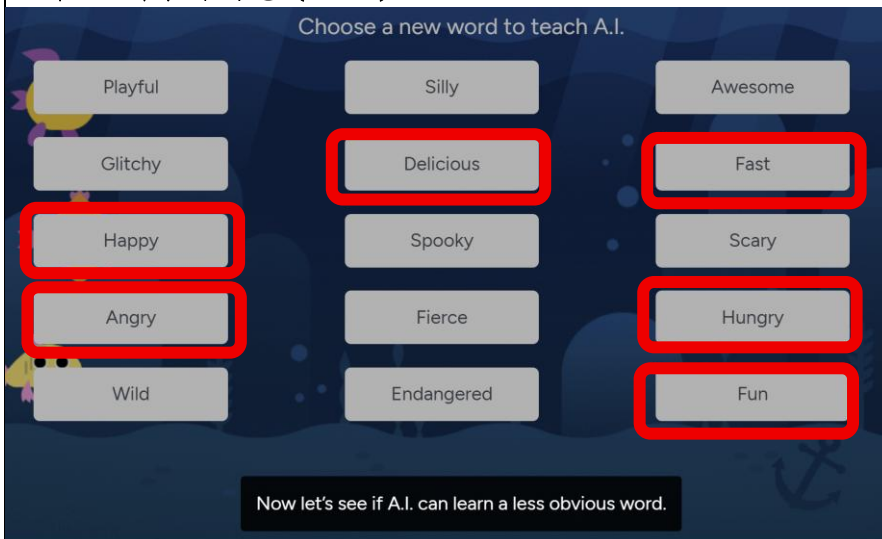 Choose a new word to teach A.I.
Playful Silly Awesome
Glitchy Delicious Fast
Happy Spooky Scary
Angry Fierce Hungry
Wild Endangered Fun
Now let's see if A.I. can learn a less obvious word.